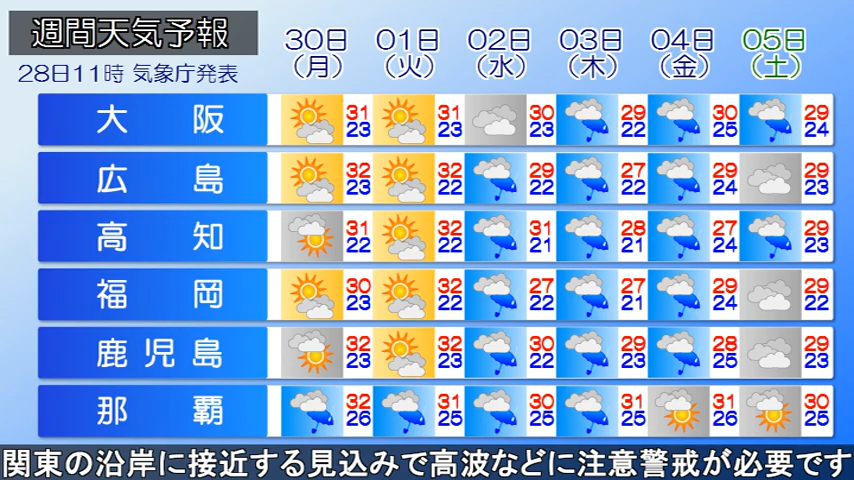 週間天気予報
28日11時 気象庁発表
30日 01日 02日 03日 04日 05日
(月) (火) (水) (木) (金) (土)
大阪 31 23 31 23 30 23 29 22 30 25 29 24
広島 32 23 32 22 29 22 27 22 29 24 29 23
高知 31 22 32 22 31 21 28 21 27 24 29 23
福岡 30 23 32 22 27 22 27 21 29 24 29 22
鹿児島 32 23 32 23 30 22 29 23 28 25 29 23
那覇 32 26 31 25 30 25 31 25 31 26 30 25
関東の沿岸に接近する見込みで高波などに注意警戒が必要です